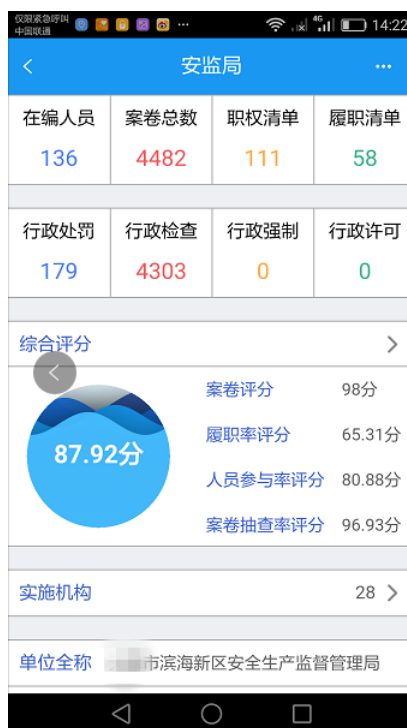 仅限紧急呼叫
中国联通 ... 4G 14:22
安监局 ...
在编人员 案卷总数 职权清单 履职清单
136 4482 111 58
行政处罚 行政检查 行政强制 行政许可
179 4303 0 0
综合评分
案卷评分 98分
履职率评分 65.31分
87.92分
人员参与率评分 80.88分
案卷抽查率评分 96.93分
实施机构 28
单位全称 市滨海新区安全生产监督管理局